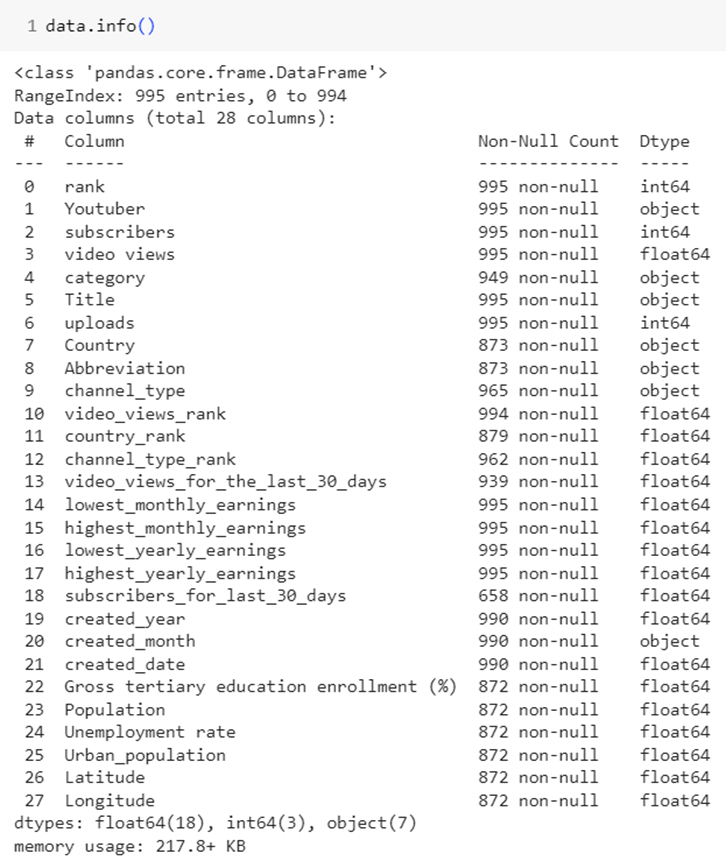 1 data.info()
<class 'pandas.core.frame.DataFrame'>
RangeIndex: 995 entries, 0 to 994
Data columns (total 28 columns):
#   Column   Non-Null Count   Dtype
---   ------   --------------   -----
0   rank   995 non-null   int64
1   Youtuber   995 non-null   object
2   subscribers   995 non-null   int64
3   video views   995 non-null   float64
4   category   949 non-null   object
5   Title   995 non-null   object
6   uploads   995 non-null   int64
7   Country   873 non-null   object
8   Abbreviation   873 non-null   object
9   channel_type   965 non-null   object
10   video_views_rank   994 non-null   float64
11   country_rank   879 non-null   float64
12   channel_type_rank   962 non-null   float64
13   video_views_for_the_last_30_days   939 non-null   float64
14   lowest_monthly_earnings   995 non-null   float64
15   highest_monthly_earnings   995 non-null   float64
16   lowest_yearly_earnings   995 non-null   float64
17   highest_yearly_earnings   995 non-null   float64
18   subscribers_for_last_30_days   658 non-null   float64
19   created_year   990 non-null   float64
20   created_month   990 non-null   object
21   created_date   990 non-null   float64
22   Gross tertiary education enrollment (%)   872 non-null   float64
23   Population   872 non-null   float64
24   Unemployment rate   872 non-null   float64
25   Urban_population   872 non-null   float64
26   Latitude   872 non-null   float64
27   Longitude   872 non-null   float64
dtypes: float64(18), int64(3), object(7)
memory usage: 217.8+ KB